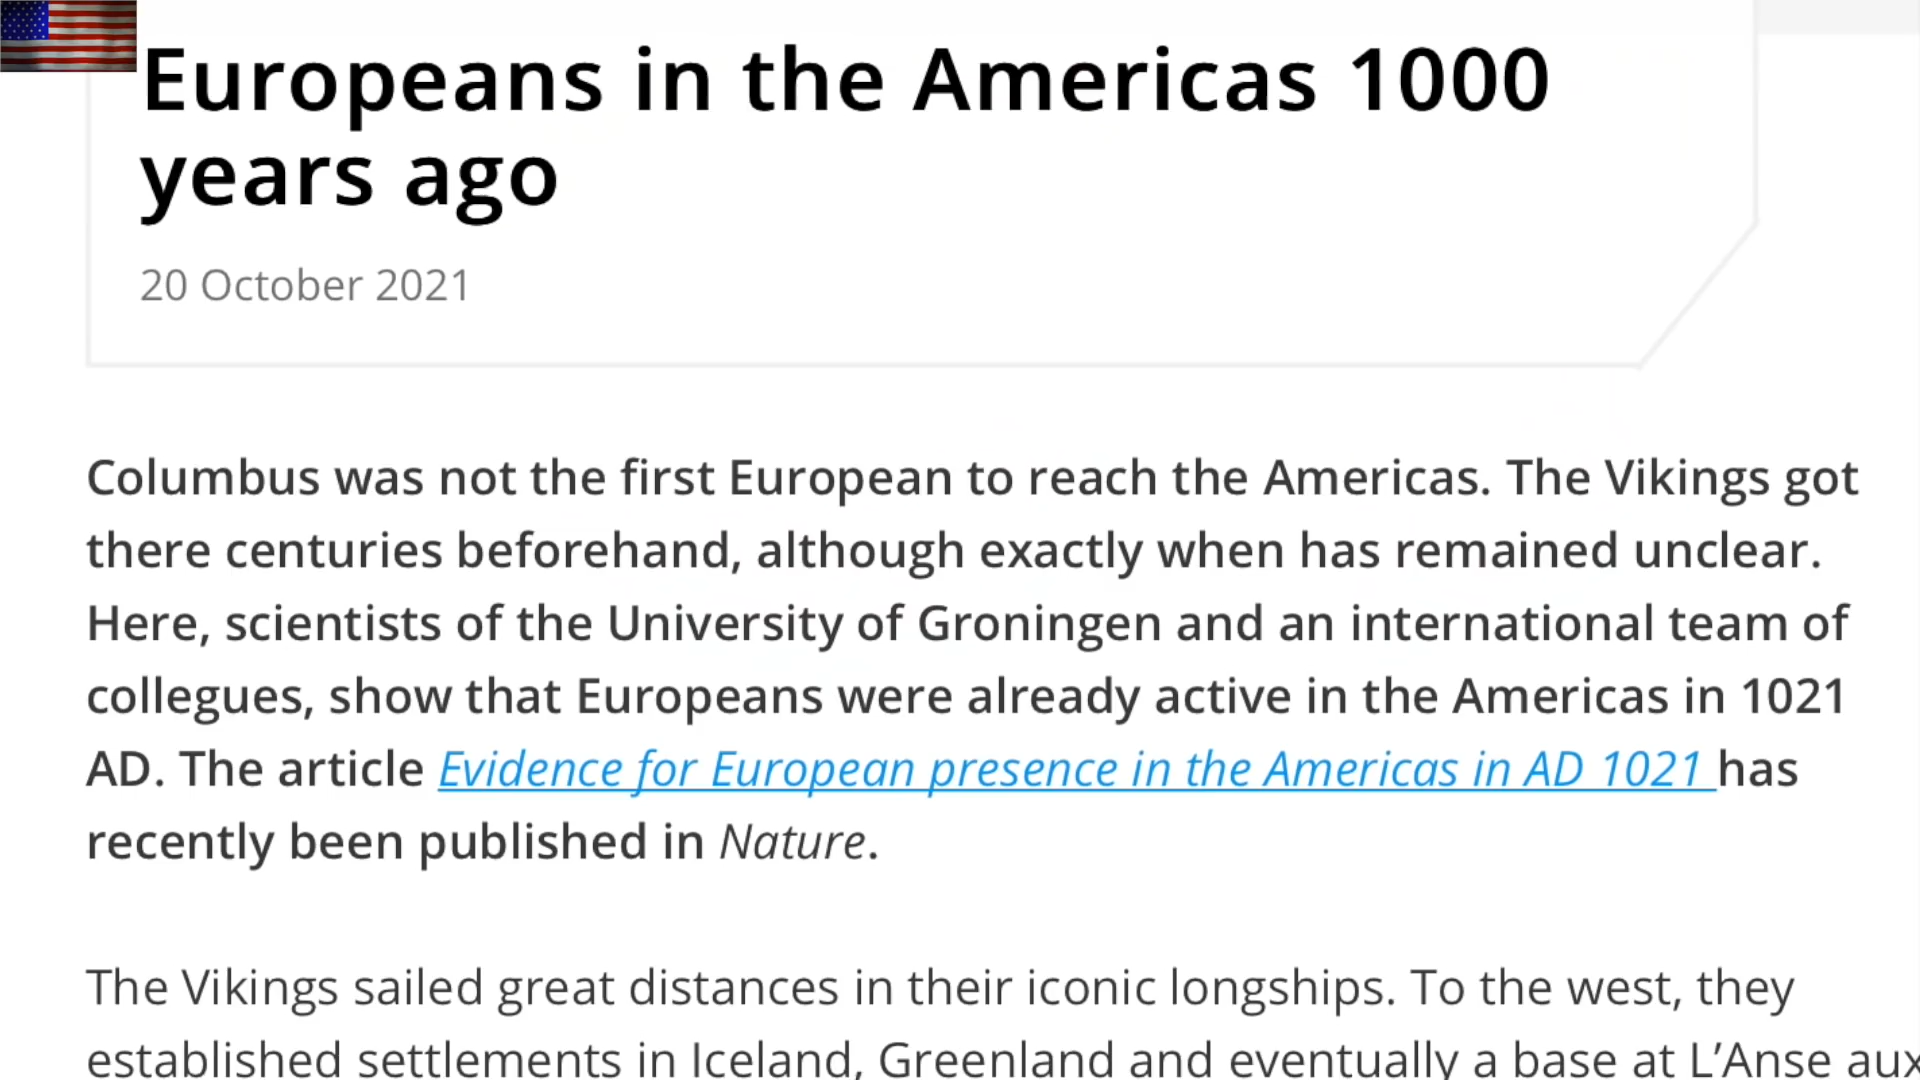 Europeans in the Americas 1000
years ago
20 October 2021
Columbus was not the first European to reach the Americas. The Vikings got
there centuries beforehand, although exactly when has remained unclear.
Here, scientists of the University of Groningen and an international team of
collegues, show that Europeans were already active in the Americas in 1021
AD. The article Evidence for European presence in the Americas in AD 1021 has
recently been published in Nature.
The Vikings sailed great distances in their iconic longships. To the west, they
established settlements in Iceland, Greenland and eventually a base at L’Anse aux